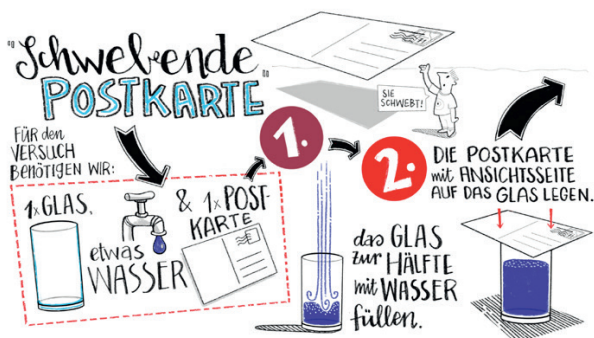 "Schwebende
POSTKARTE"
SIE
SCHWEBT!
FÜR den
VERSUCH
BENÖTIGEN WIR:
1x GLAS,
etwas
WASSER
& 1x POST-
KARTE
1.
das GLAS
zur HÄLFTE
mit WASSER
füllen.
2.
DIE POSTKARTE
mit ANSICHTSSEITE
AUF DAS GLAS LEGEN.